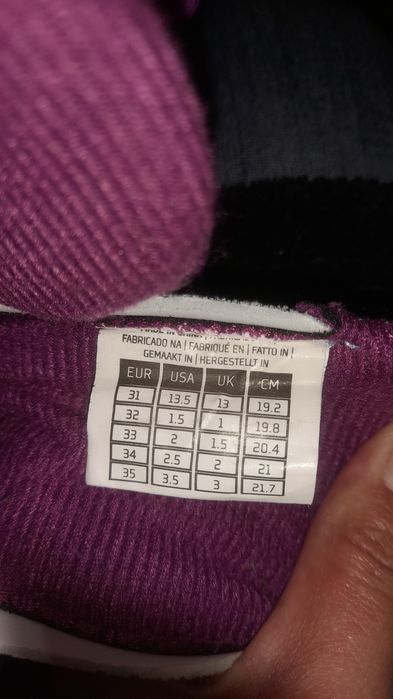 FABRICADO NA | FABRIQUÉ EN | FATTO IN |
GEMAAKT IN | HERGESTELLT IN
EUR USA UK CM
31 13.5 13 19.2
32 1.5 1 19.8
33 2 1.5 20.4
34 2.5 2 21
35 3.5 3 21.7